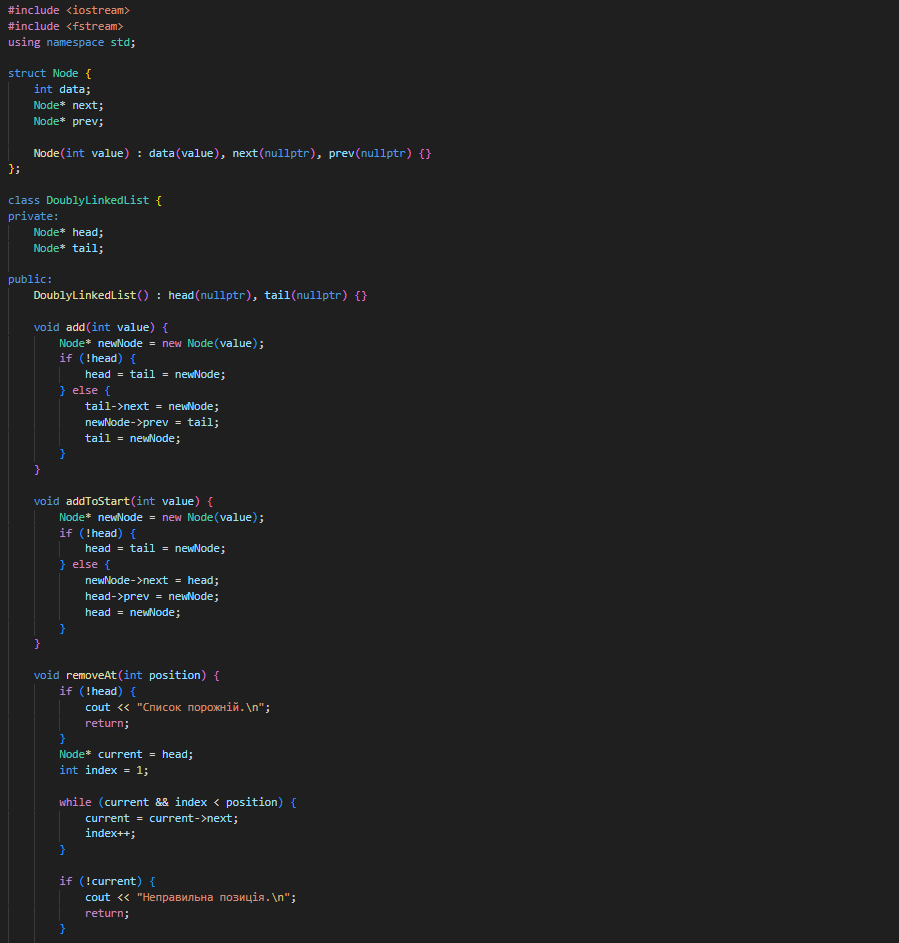 #include <iostream>
#include <fstream>
using namespace std;
struct Node {
int data;
Node* next;
Node* prev;
Node(int value) : data(value), next(nullptr), prev(nullptr) {}
};
class DoublyLinkedList {
private:
Node* head;
Node* tail;
public:
DoublyLinkedList() : head(nullptr), tail(nullptr) {}
void add(int value) {
Node* newNode = new Node(value);
if (!head) {
head = tail = newNode;
} else {
tail->next = newNode;
newNode->prev = tail;
tail = newNode;
}
}
void addToStart(int value) {
Node* newNode = new Node(value);
if (!head) {
head = tail = newNode;
} else {
newNode->next = head;
head->prev = newNode;
head = newNode;
}
}
void removeAt(int position) {
if (!head) {
cout << "Список порожній.\n";
return;
}
Node* current = head;
int index = 1;
while (current && index < position) {
current = current->next;
index++;
}
if (!current) {
cout << "Неправильна позиція.\n";
return;
}